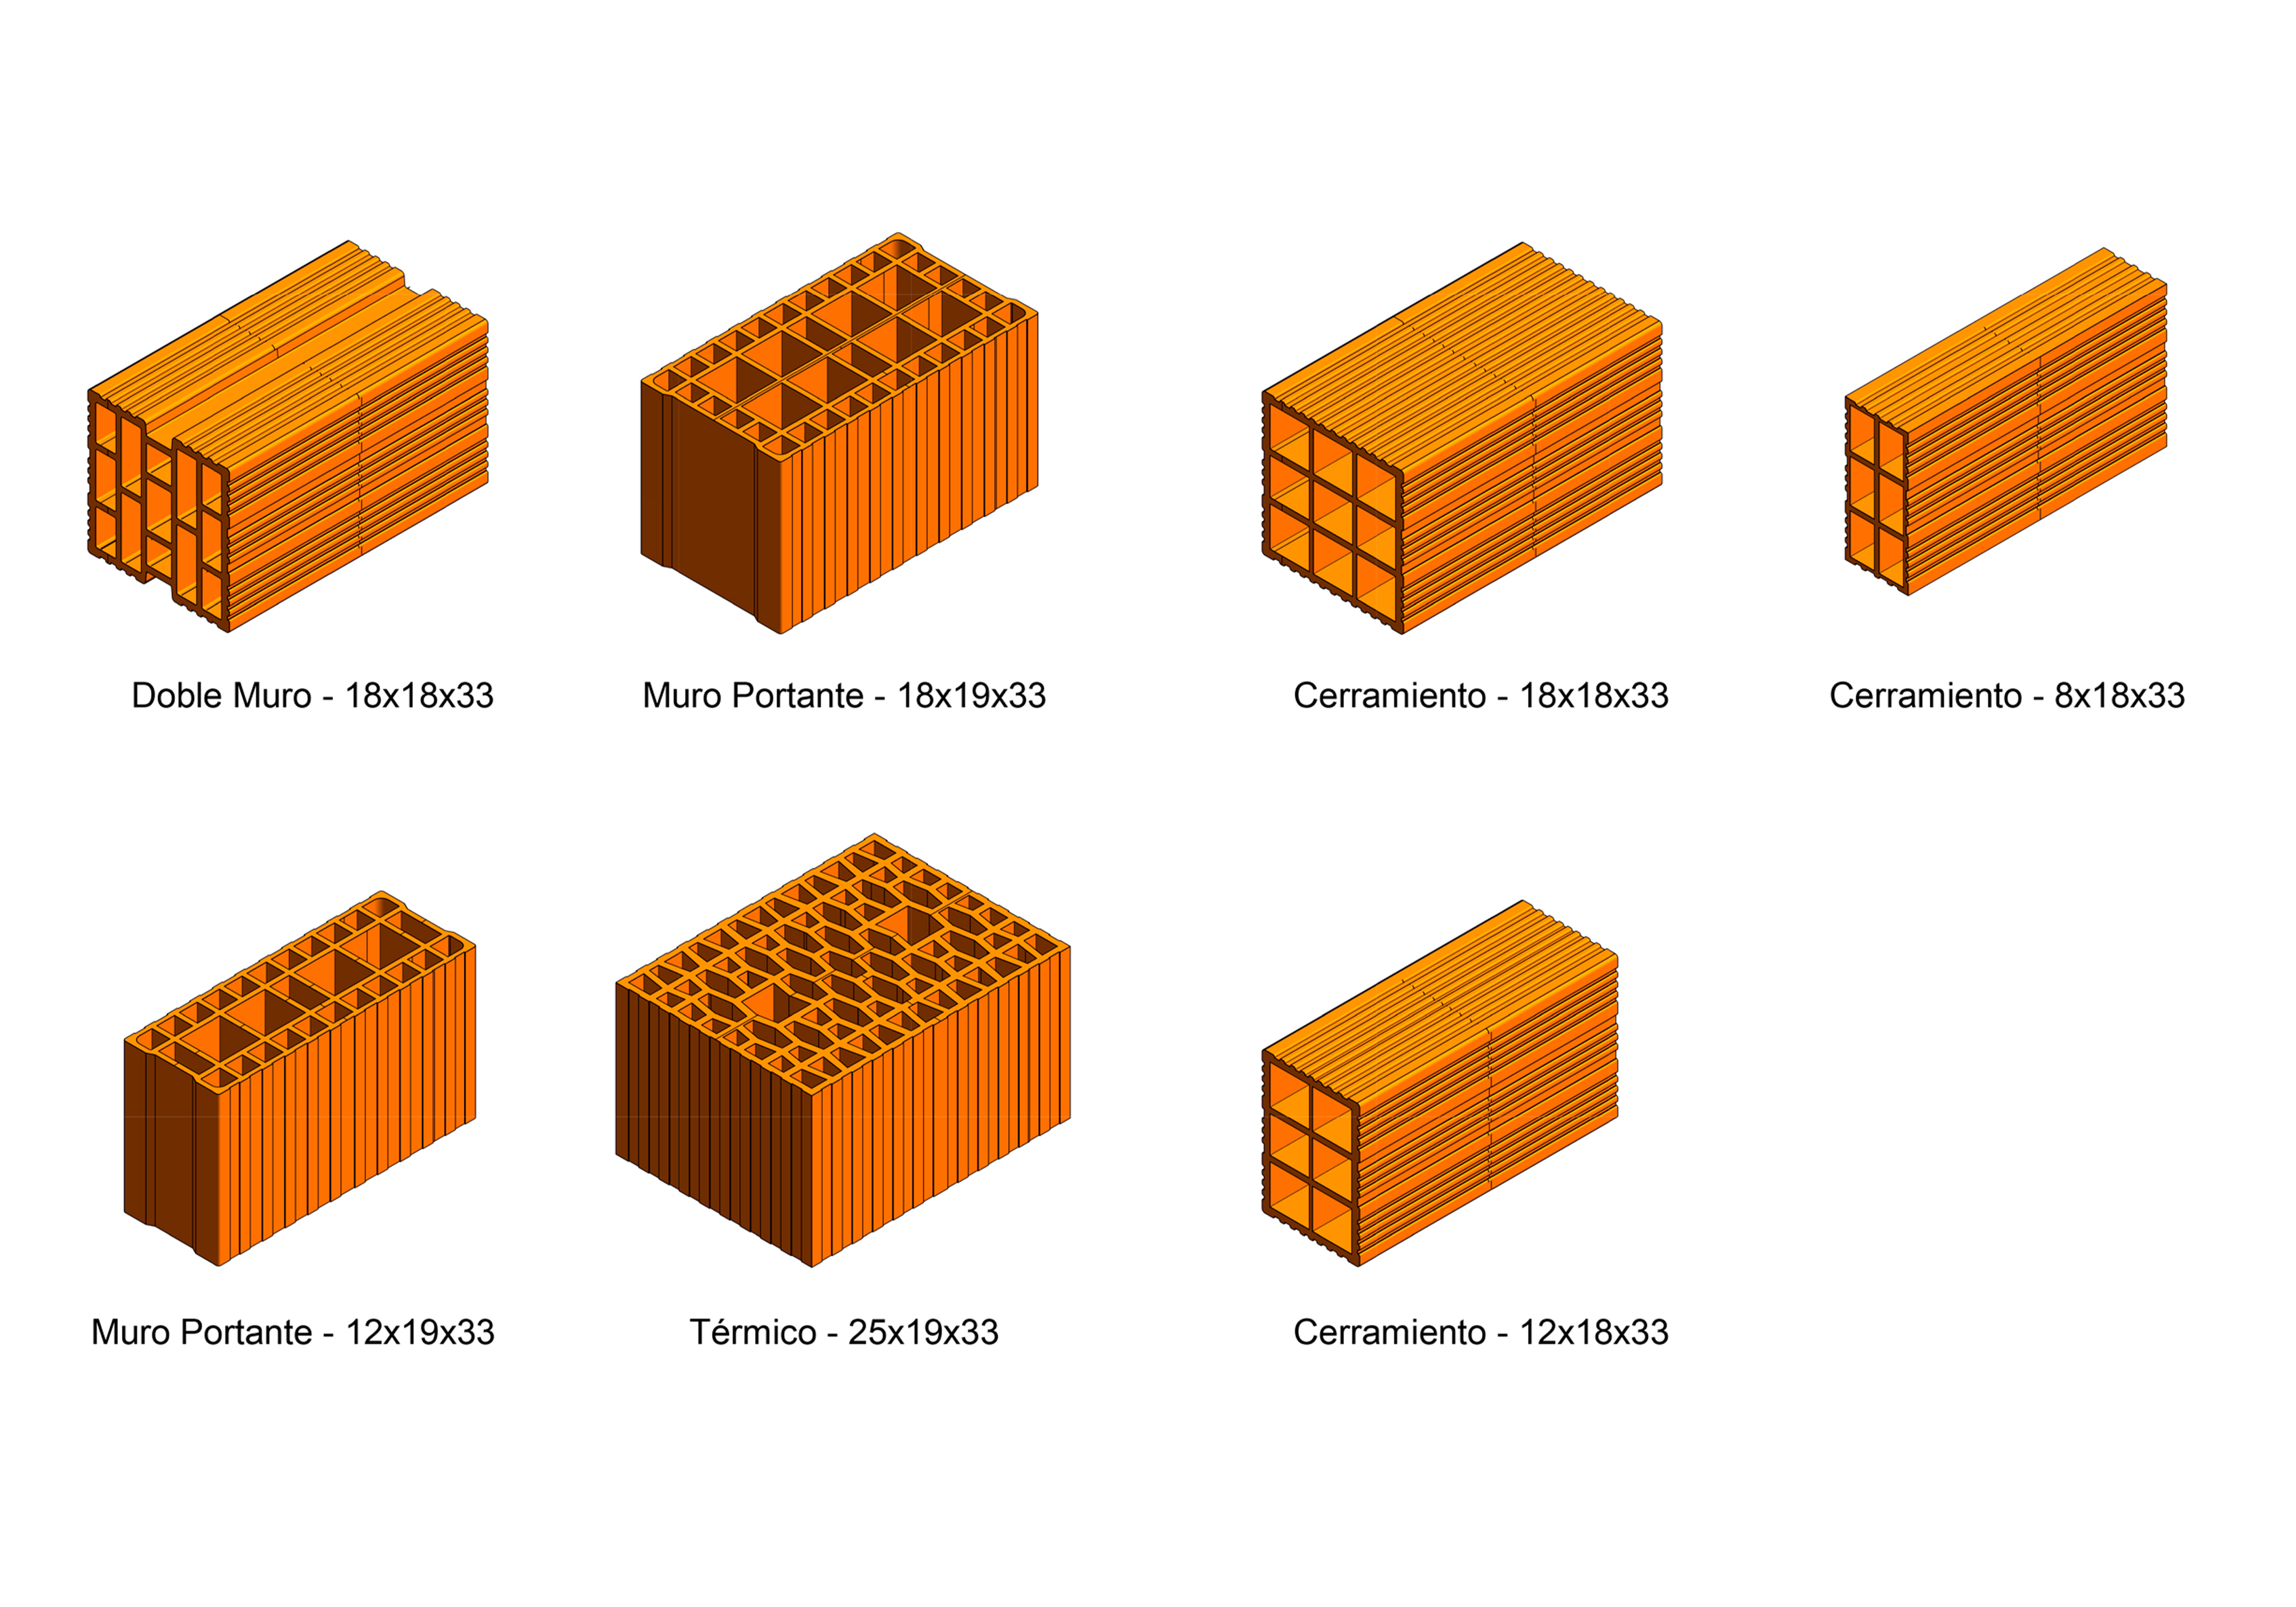 Doble Muro - 18x18x33
Muro Portante - 18x19x33
Cerramiento - 18x18x33
Cerramiento - 8x18x33
Muro Portante - 12x19x33
Térmico - 25x19x33
Cerramiento - 12x18x33